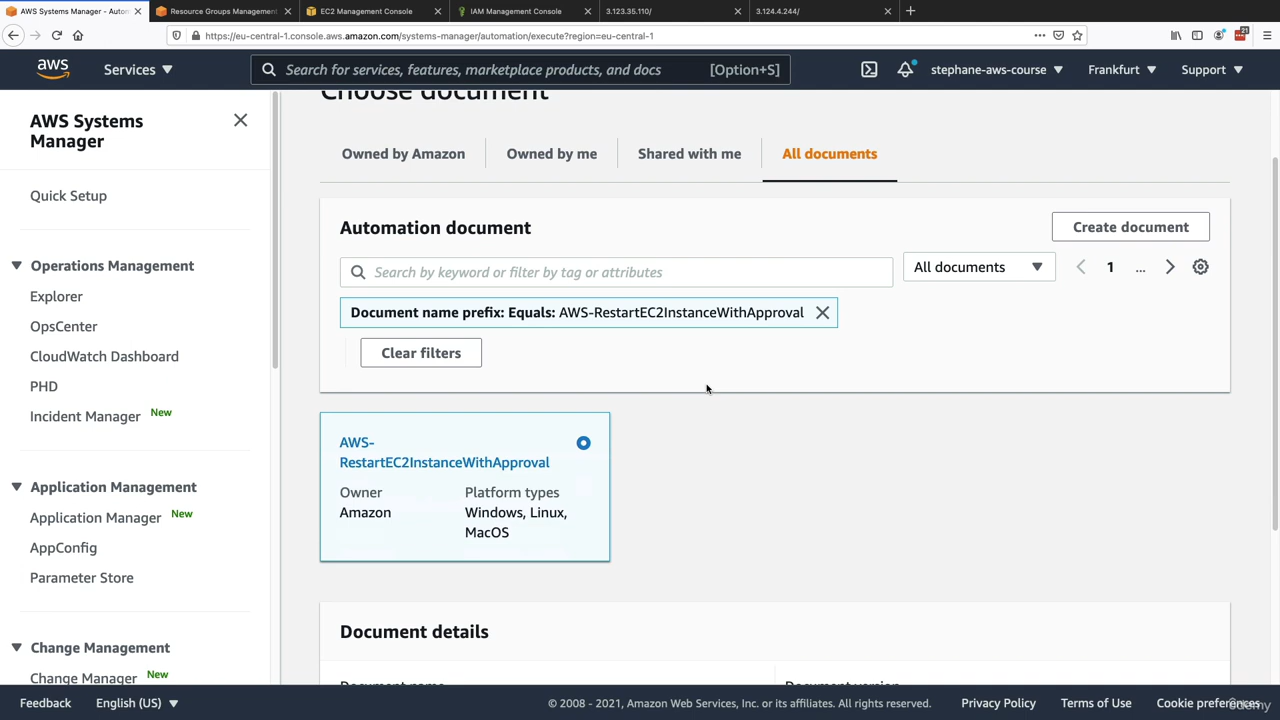 AWS Systems Manager - Autom
Resource Groups Management
EC2 Management Console
IAM Management Console
3.123.35.110/
3.124.4.244/
https://eu-central-1.console.aws.amazon.com/systems-manager/automation/execute?region=eu-central-1
aws
Services
Search for services, features, marketplace products, and docs
[Option+S]
stephane-aws-course
Frankfurt
Support
AWS Systems
Manager
Quick Setup
Operations Management
Explorer
OpsCenter
CloudWatch Dashboard
PHD
Incident Manager New
Application Management
Application Manager New
AppConfig
Parameter Store
Change Management
Change Manager New
Choose document
Owned by Amazon
Owned by me
Shared with me
All documents
Automation document
Create document
Search by keyword or filter by tag or attributes
All documents
1
...
Document name prefix: Equals: AWS-RestartEC2InstanceWithApproval
Clear filters
AWS-
RestartEC2InstanceWithApproval
Owner
Amazon
Platform types
Windows, Linux,
MacOS
Document details
Document name
Document version
Feedback
English (US)
© 2008 - 2021, Amazon Web Services, Inc. or its affiliates. All rights reserved.
Privacy Policy
Terms of Use
Cookie preferences